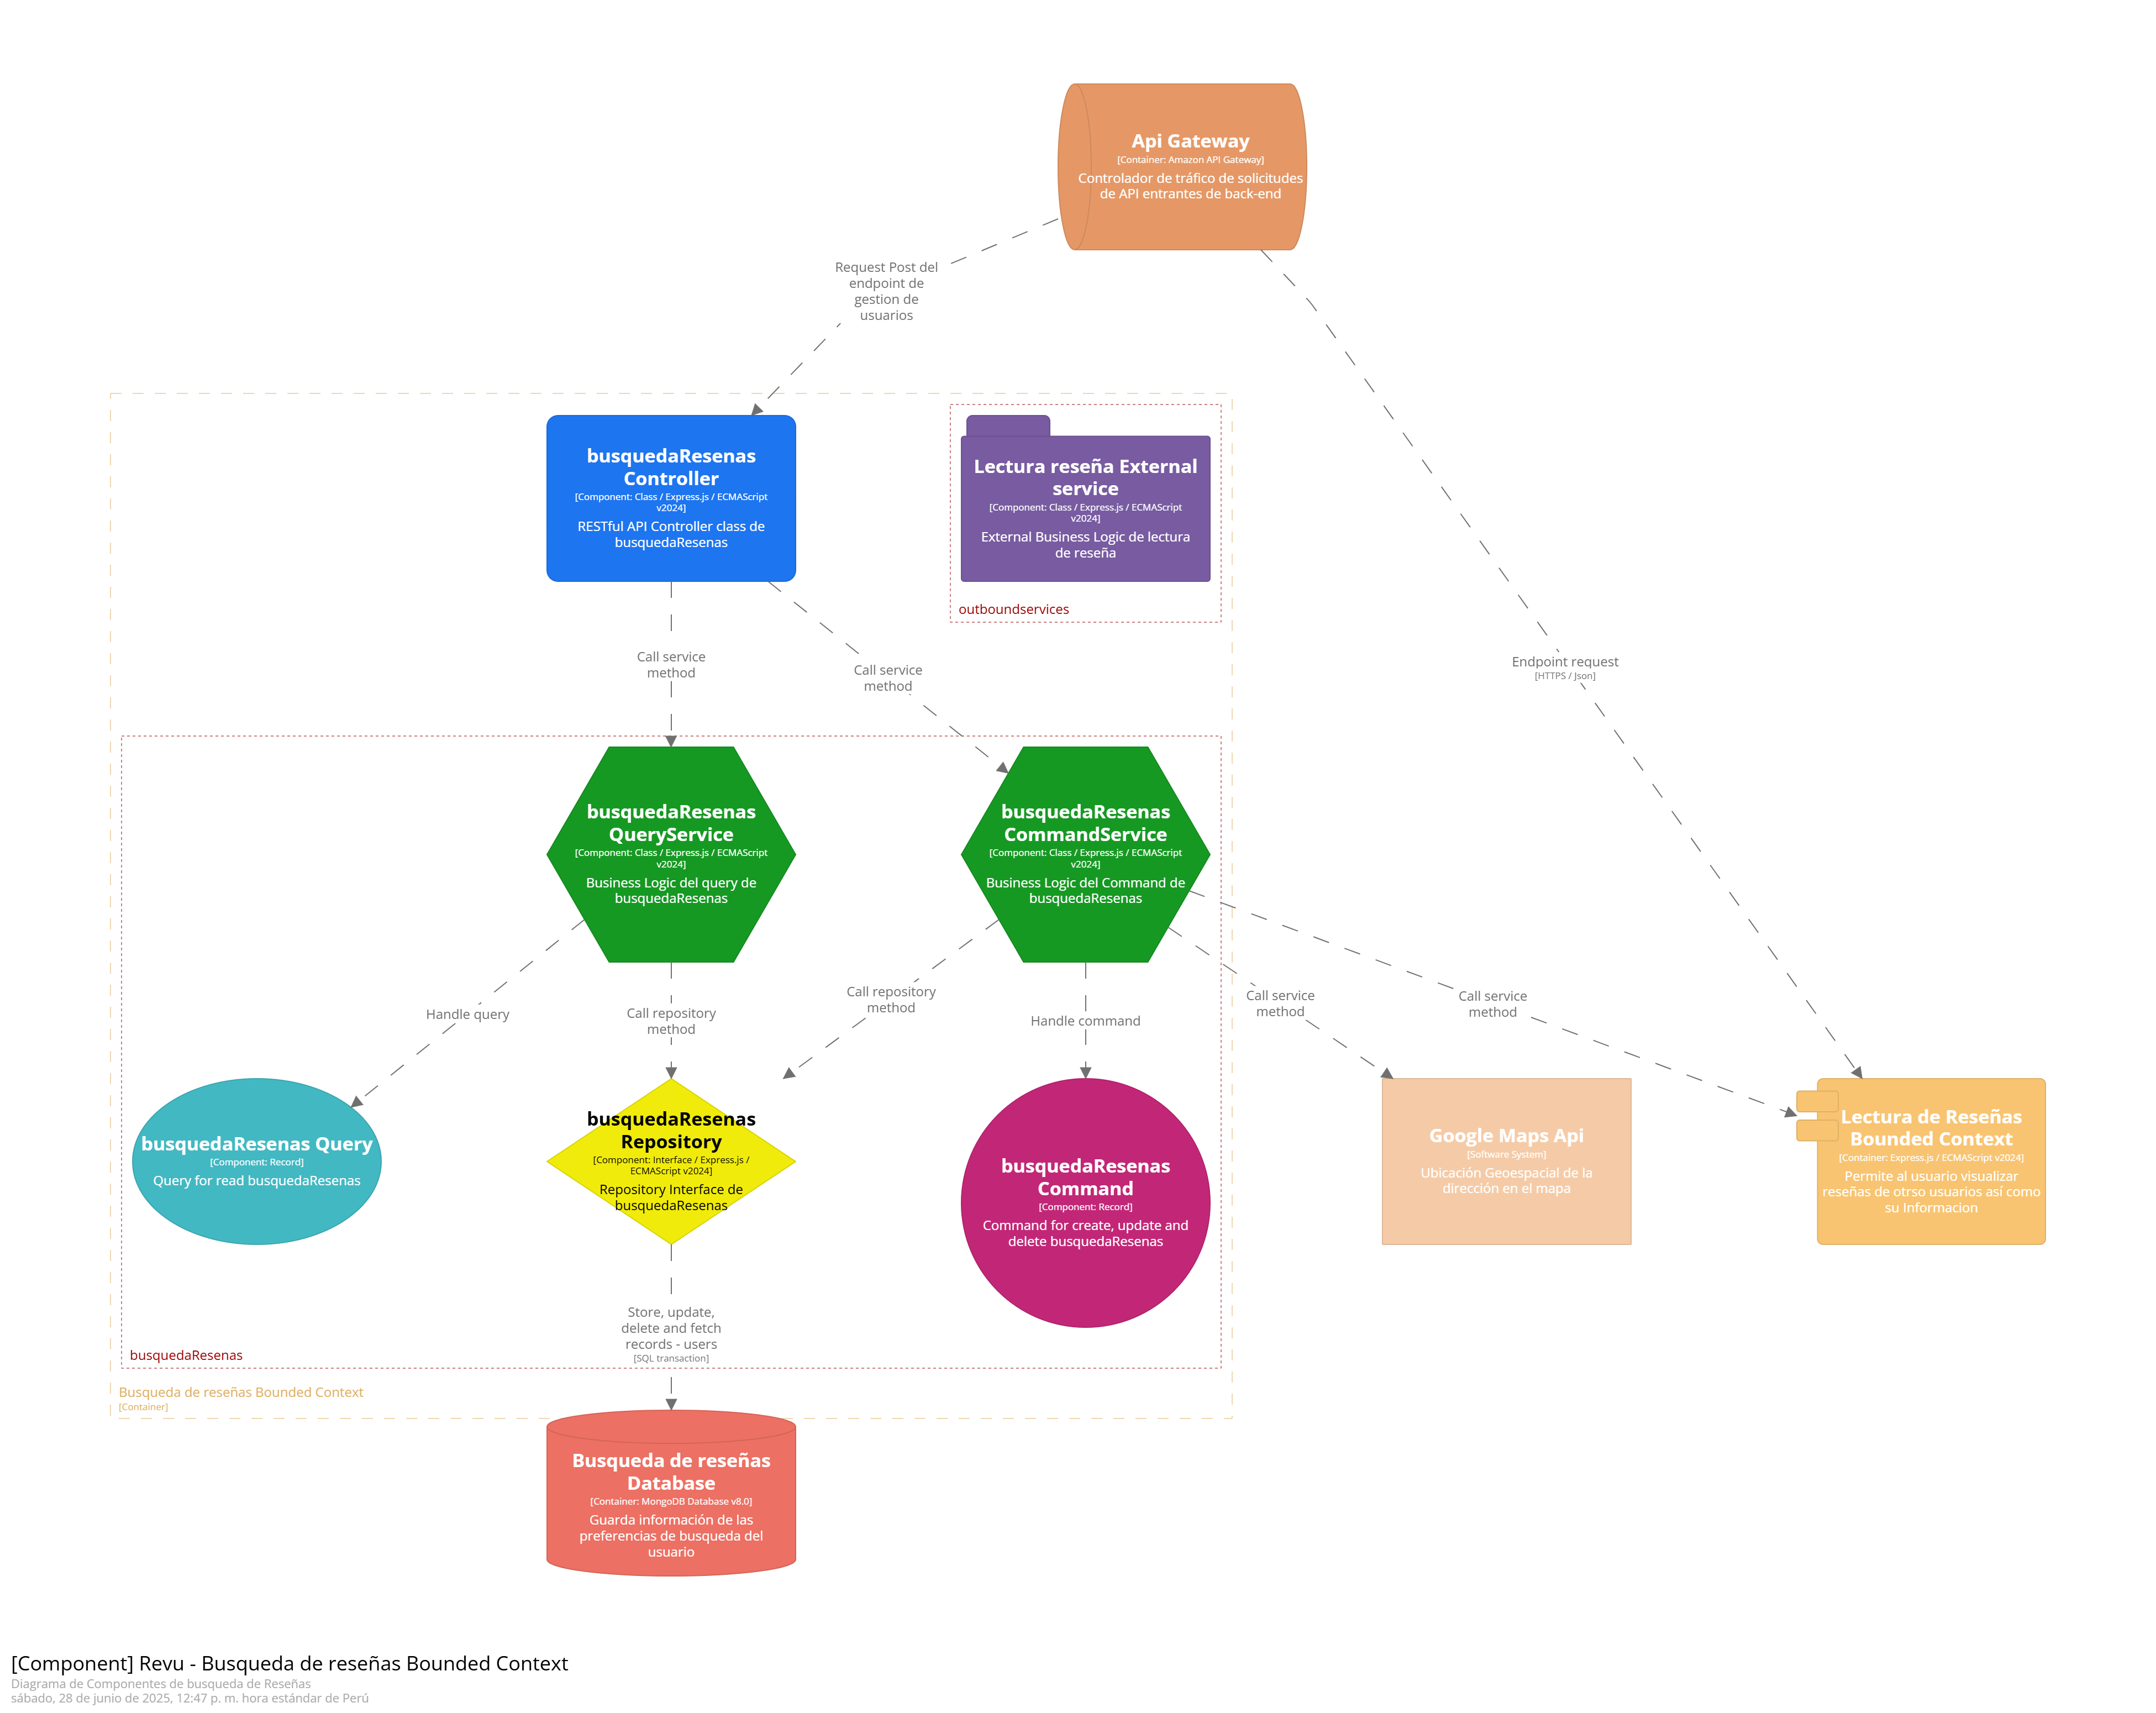 Api Gateway
[Container: Amazon API Gateway]
Controlador de tráfico de solicitudes
de API entrantes de back-end
Request Post del
endpoint de
gestion de
usuarios
busquedaResenas
Controller
[Component: Class / Express.js / ECMAScript
v2024]
RESTful API Controller class de
busquedaResenas
Lectura reseña External
service
[Component: Class / Express.js / ECMAScript
v2024]
External Business Logic de lectura
de reseña
outboundservices
Call service
method
Call service
method
Endpoint request
[HTTPS / Json]
busquedaResenas
QueryService
[Component: Class / Express.js / ECMAScript
v2024]
Business Logic del query de
busquedaResenas
busquedaResenas
CommandService
[Component: Class / Express.js / ECMAScript
v2024]
Business Logic del Command de
busquedaResenas
Handle query
Call repository
method
Call repository
method
Handle command
Call service
method
Call service
method
busquedaResenas Query
[Component: Record]
Query for read busquedaResenas
busquedaResenas
Repository
[Component: Interface / Express.js /
ECMAScript v2024]
Repository Interface de
busquedaResenas
busquedaResenas
Command
[Component: Record]
Command for create, update and
delete busquedaResenas
Google Maps Api
[Software System]
Ubicación Geoespacial de la
dirección en el mapa
Lectura de Reseñas
Bounded Context
[Container: Express.js / ECMAScript v2024]
Permite al usuario visualizar
reseñas de otrso usuarios así como
su Informacion
Store, update,
delete and fetch
records - users
[SQL transaction]
busquedaResenas
Busqueda de reseñas Bounded Context
[Container]
Busqueda de reseñas
Database
[Container: MongoDB Database v8.0]
Guarda información de las
preferencias de busqueda del
usuario
[Component] Revu - Busqueda de reseñas Bounded Context
Diagrama de Componentes de busqueda de Reseñas
sábado, 28 de junio de 2025, 12:47 p. m. hora estándar de Perú